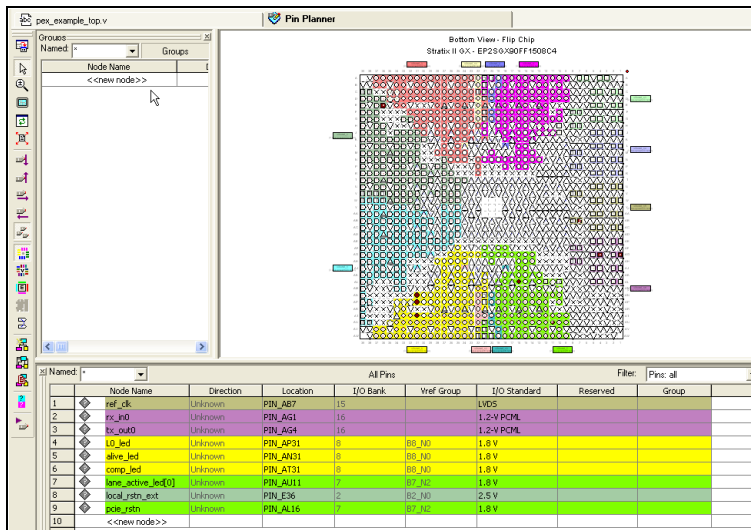 pex_example_top.v
Pin Planner
Groups
Named: *
Groups
Node Name
<<new node>>
Bottom View - Flip Chip
Stratix II GX - EP2SGX90FF1508C4
Named: *
All Pins
Filter: Pins: all
Node Name Direction Location I/O Bank Vref Group I/O Standard Reserved Group
1 ref_clk Unknown PIN_AB7 15 LVDS
2 rx_in0 Unknown PIN_AG1 16 1.2-V PCML
3 tx_out0 Unknown PIN_AG4 16 1.2-V PCML
4 L0_led Unknown PIN_AP31 8 B8_N0 1.8 V
5 alive_led Unknown PIN_AN31 8 B8_N0 1.8 V
6 comp_led Unknown PIN_AT31 8 B8_N0 1.8 V
7 lane_active_led[0] Unknown PIN_AU11 7 B7_N2 1.8 V
8 local_rstn_ext Unknown PIN_E36 2 B2_N0 2.5 V
9 pcie_rstn Unknown PIN_AL16 7 B7_N2 1.8 V
10 <<new node>>